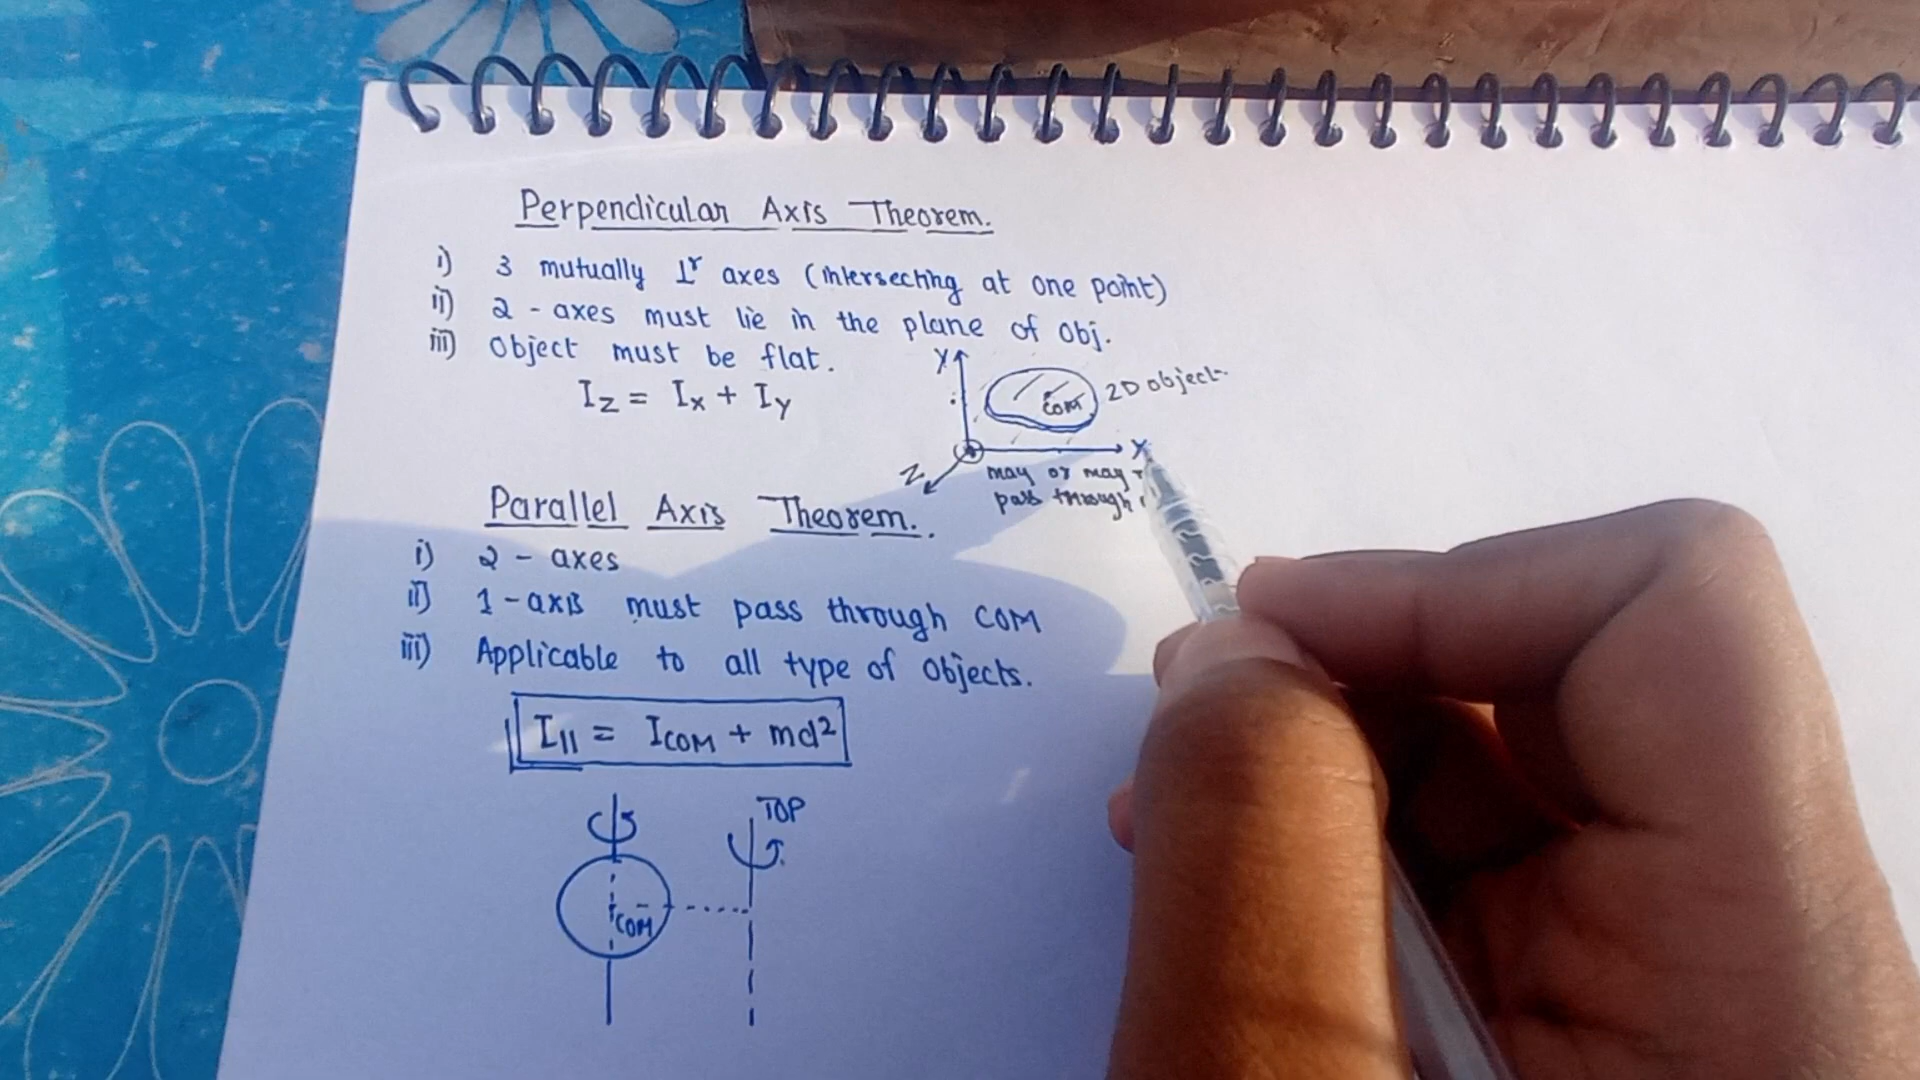 Perpendicular Axis Theorem.
i) 3 mutually ⊥r axes (intersecting at one point)
ii) 2 - axes must lie in the plane of obj.
iii) Object must be flat.
Iz = Ix + Iy
Y
COM
2D object
X
Z
may or may
pass through
Parallel Axis Theorem.
i) 2 - axes
ii) 1 - axis must pass through COM
iii) Applicable to all type of objects.
I|| = ICOM + md²
TOP
COM